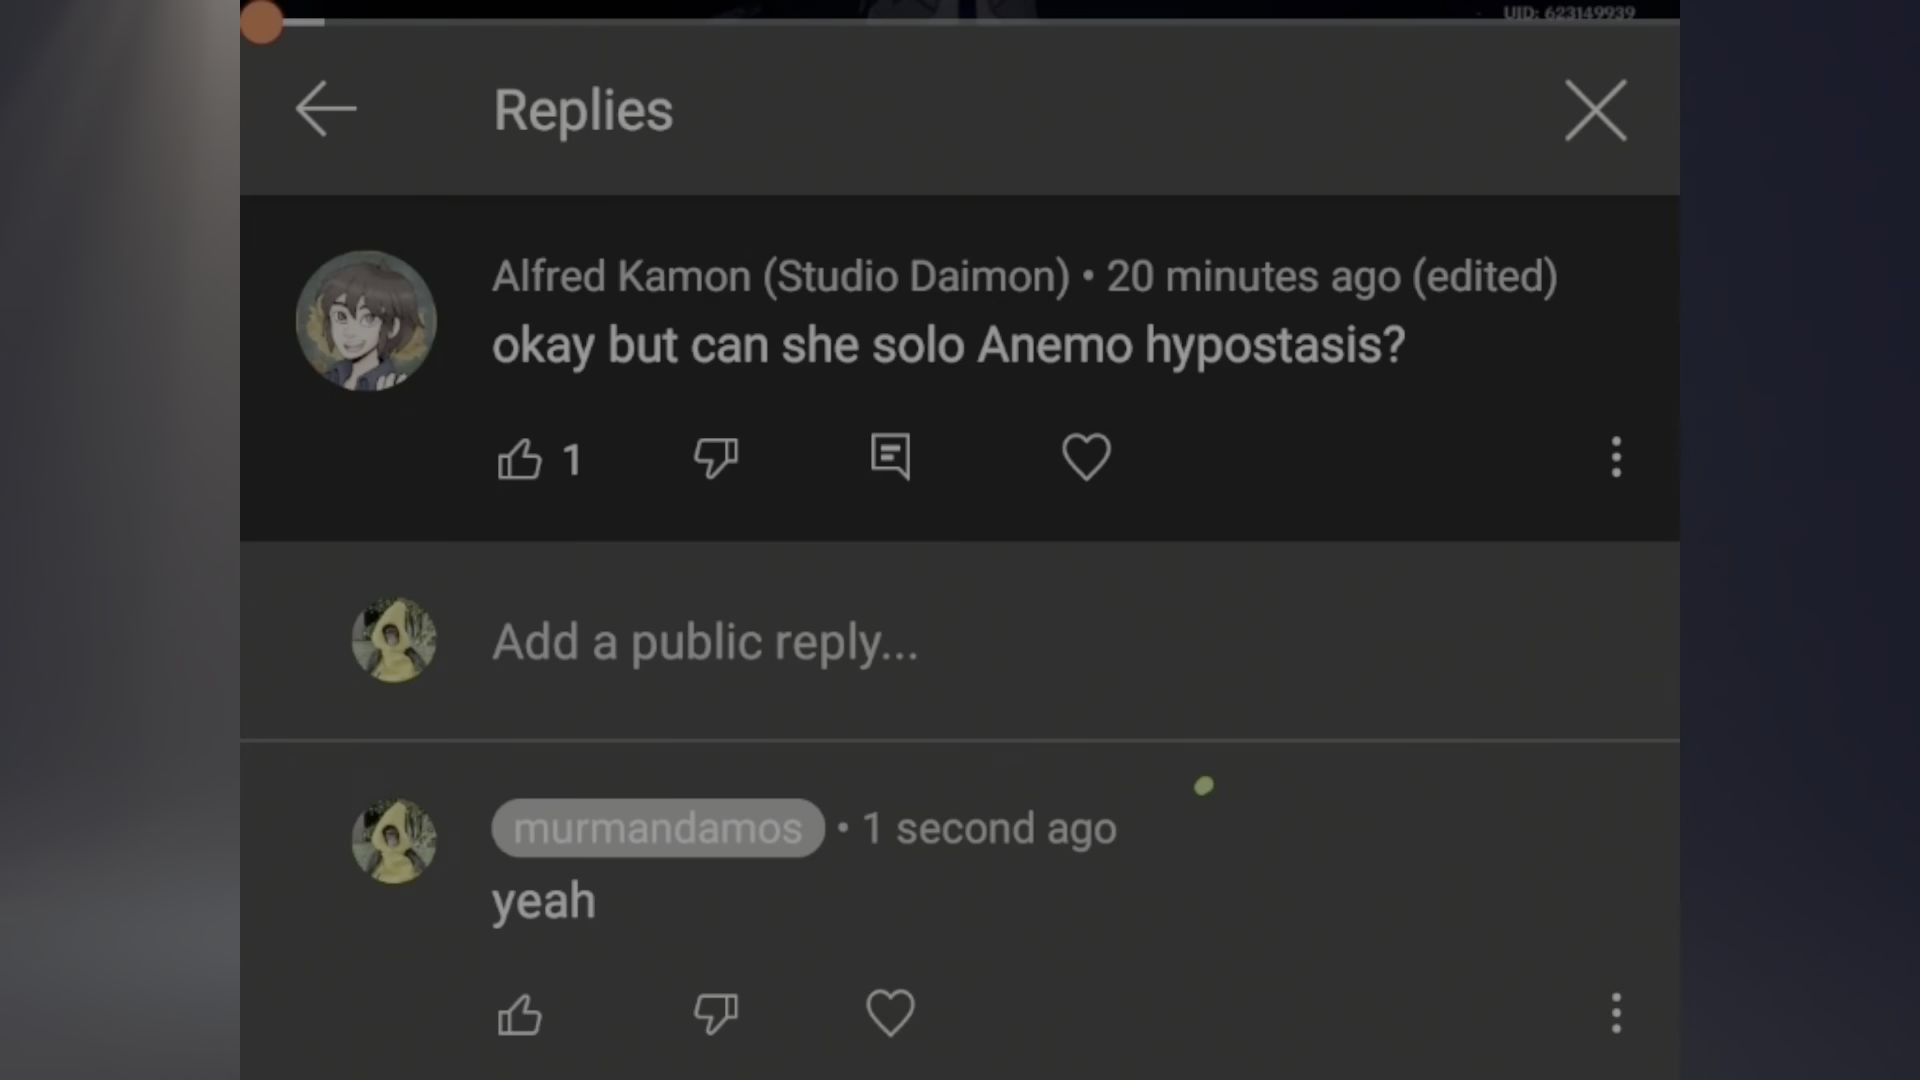 UID: 623149939
Replies
Alfred Kamon (Studio Daimon) • 20 minutes ago (edited)
okay but can she solo Anemo hypostasis?
1
Add a public reply...
murmandamos • 1 second ago
yeah